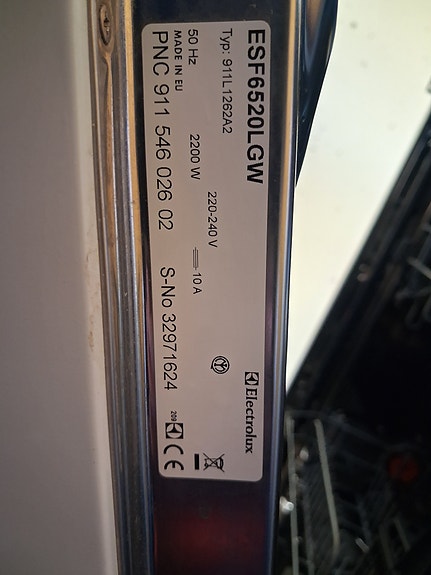 ESF6520LGW
Electrolux
Typ: 911L1262A2
220-240 V
50 Hz
2200 W
10 A
MADE IN EU
PNC 911 546 026 02
S-No 32971624
209
CE